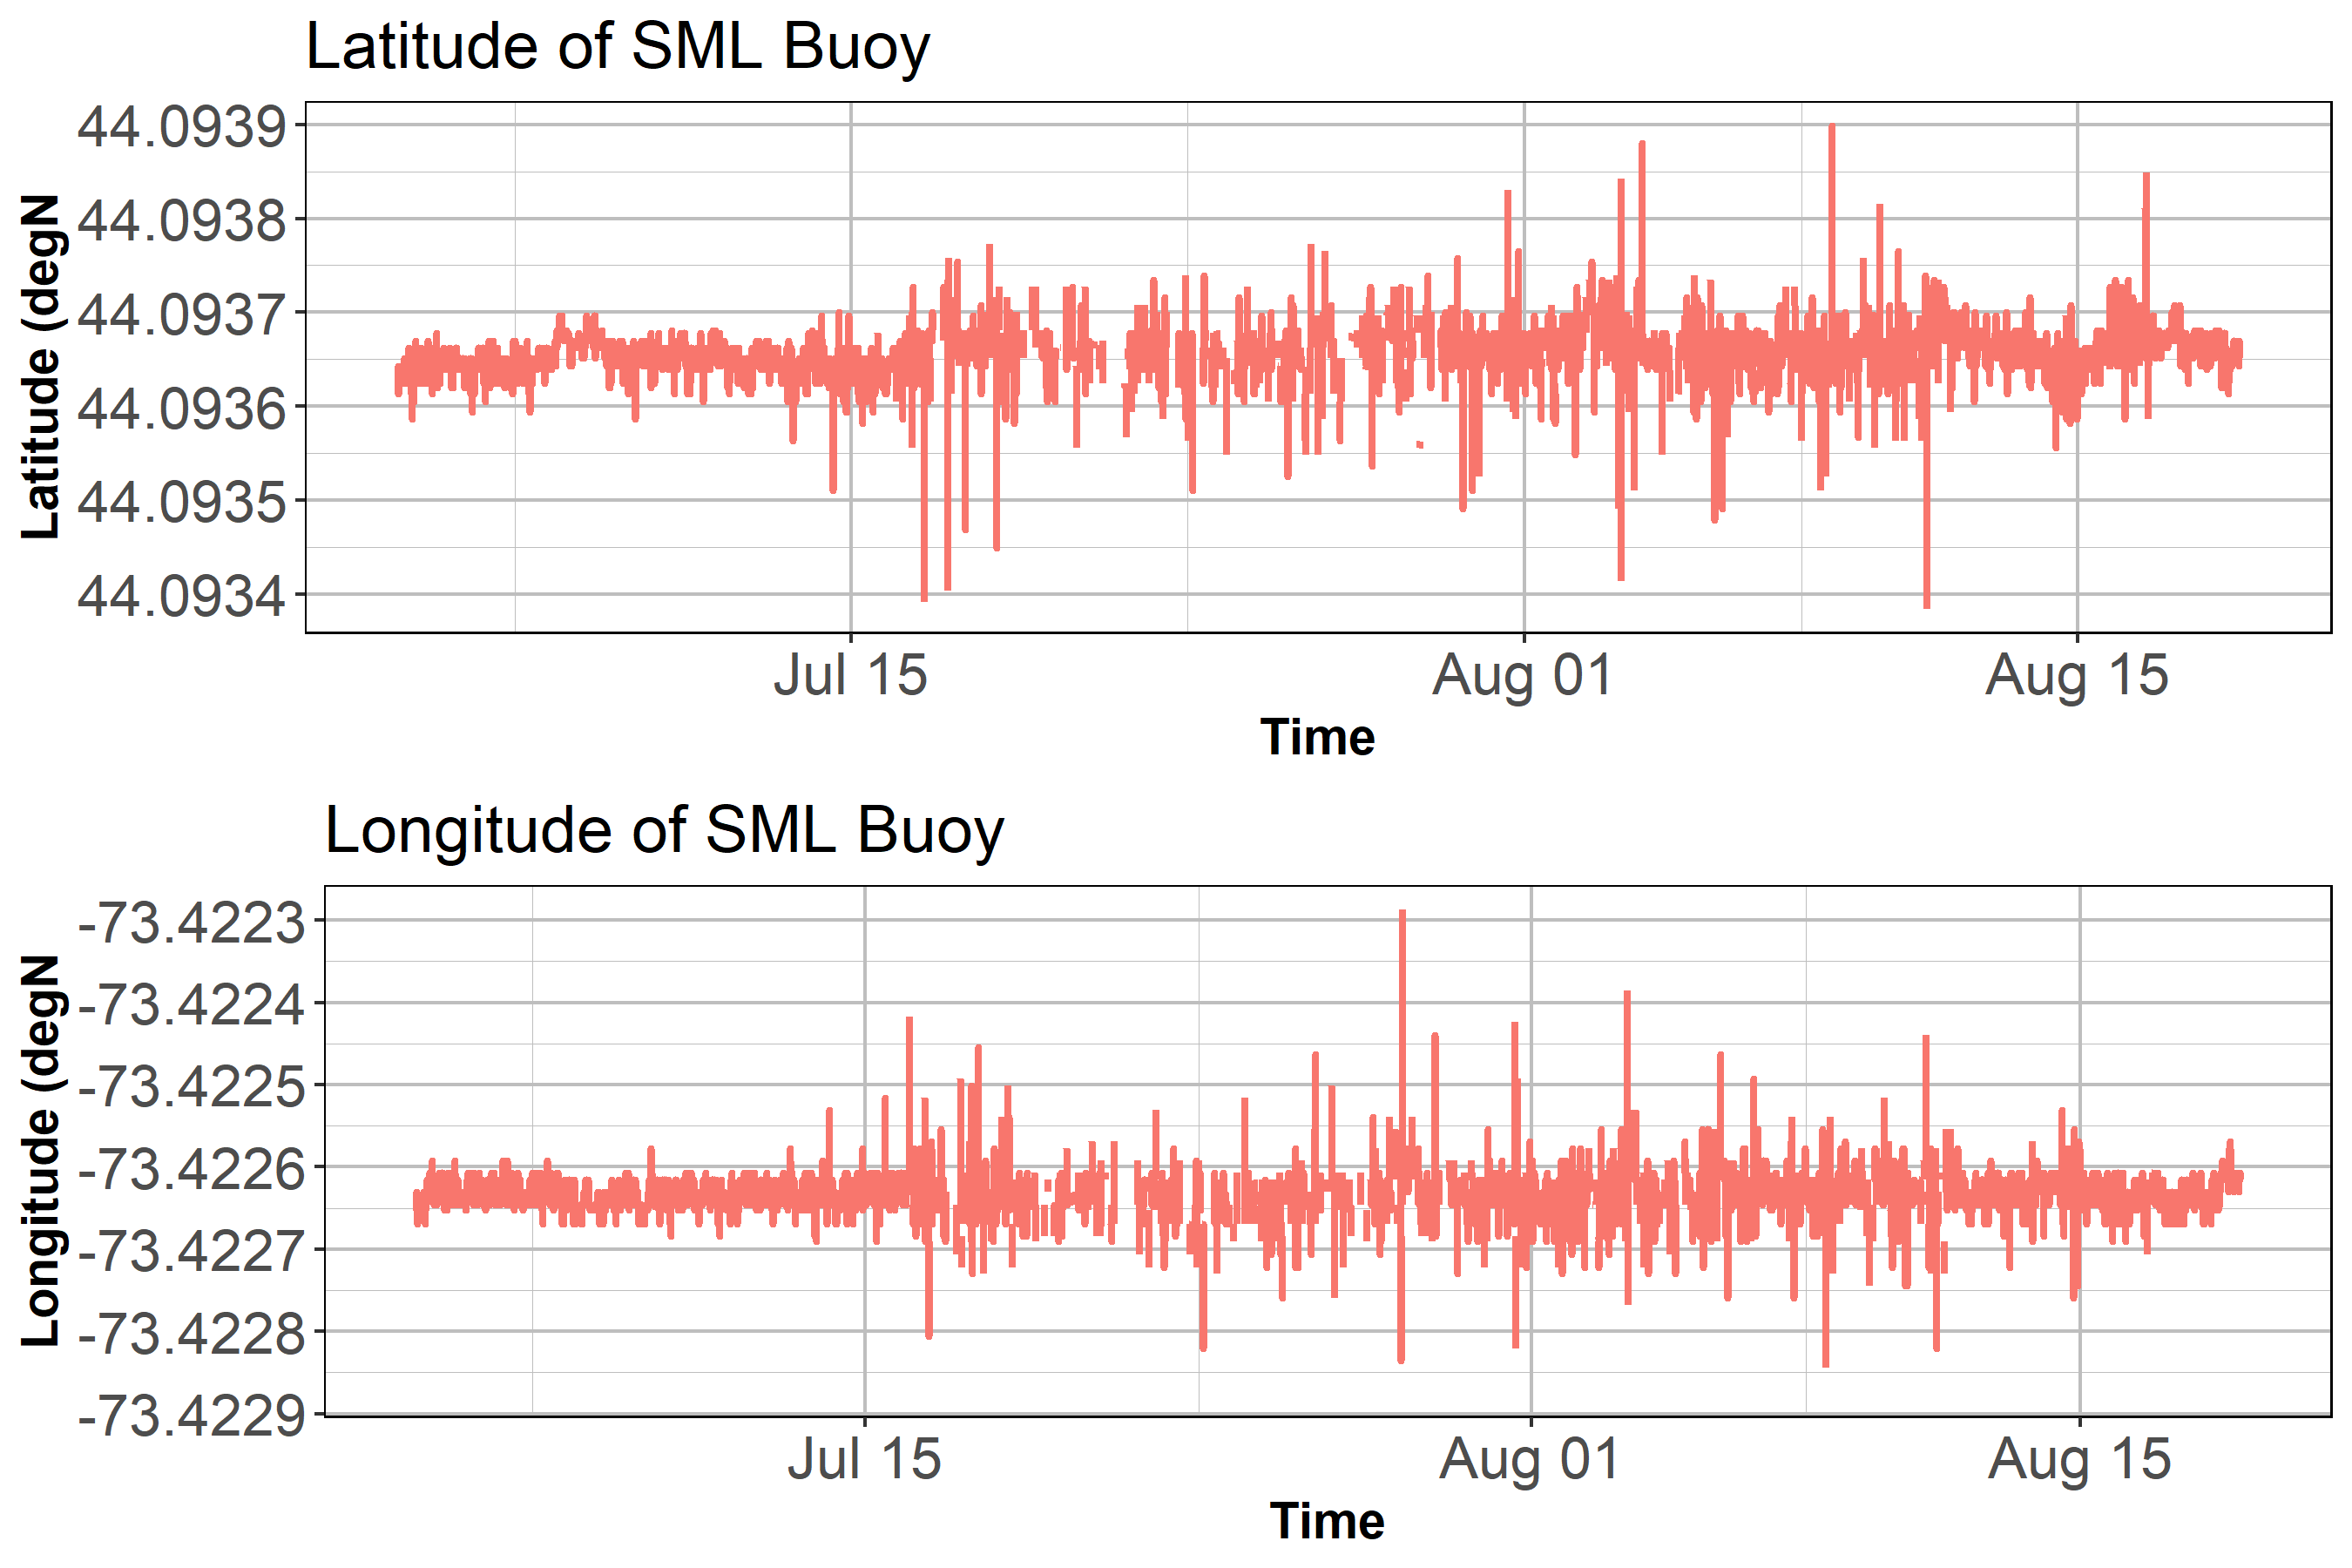 Latitude of SML Buoy
44.0939
44.0938
44.0937
44.0936
44.0935
44.0934
Latitude (degN
Jul 15 Aug 01 Aug 15
Time
Longitude of SML Buoy
-73.4223
-73.4224
-73.4225
-73.4226
-73.4227
-73.4228
-73.4229
Longitude (degN
Jul 15 Aug 01 Aug 15
Time